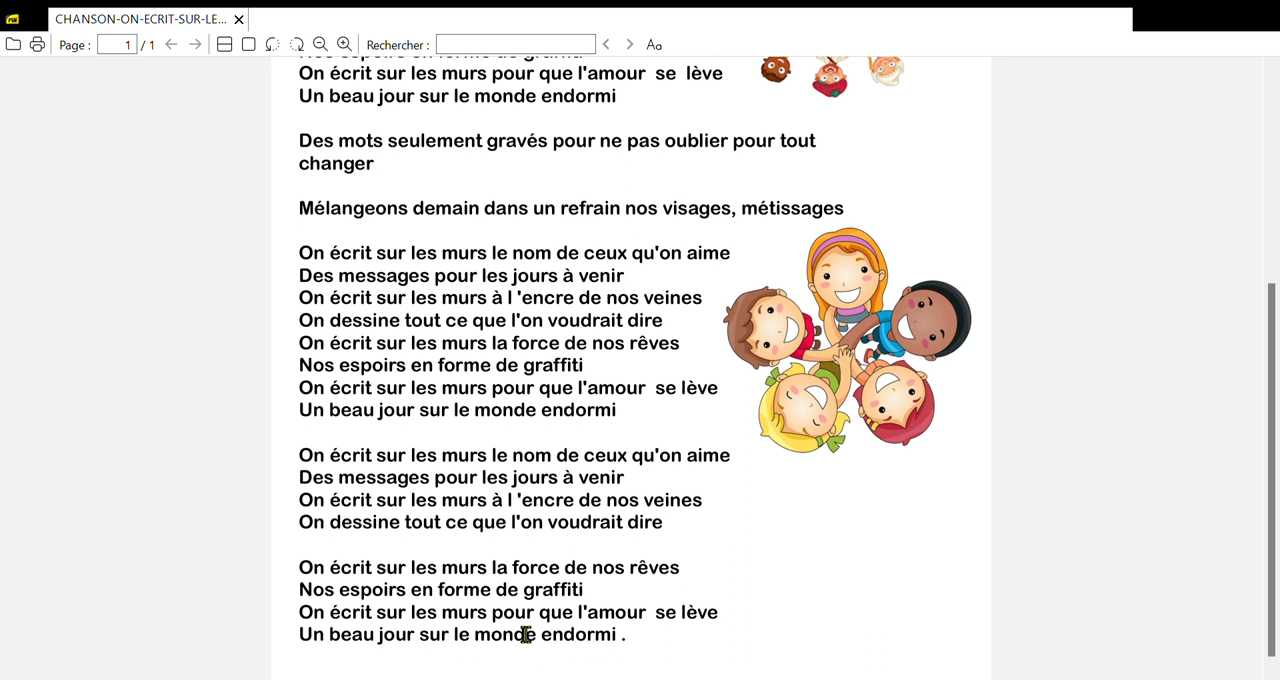 CHANSON-ON-ECRIT-SUR-LE...
Page : 1 / 1 Rechercher : Aa
On écrit sur les murs pour que l'amour  se  lève
Un beau jour sur le monde endormi
Des mots seulement gravés pour ne pas oublier pour tout
changer
Mélangeons demain dans un refrain nos visages, métissages
On écrit sur les murs le nom de ceux qu'on aime
Des messages pour les jours à venir
On écrit sur les murs à l 'encre de nos veines
On dessine tout ce que l'on voudrait dire
On écrit sur les murs la force de nos rêves
Nos espoirs en forme de graffiti
On écrit sur les murs pour que l'amour  se lève
Un beau jour sur le monde endormi
On écrit sur les murs le nom de ceux qu'on aime
Des messages pour les jours à venir
On écrit sur les murs à l 'encre de nos veines
On dessine tout ce que l'on voudrait dire
On écrit sur les murs la force de nos rêves
Nos espoirs en forme de graffiti
On écrit sur les murs pour que l'amour  se lève
Un beau jour sur le monde endormi .